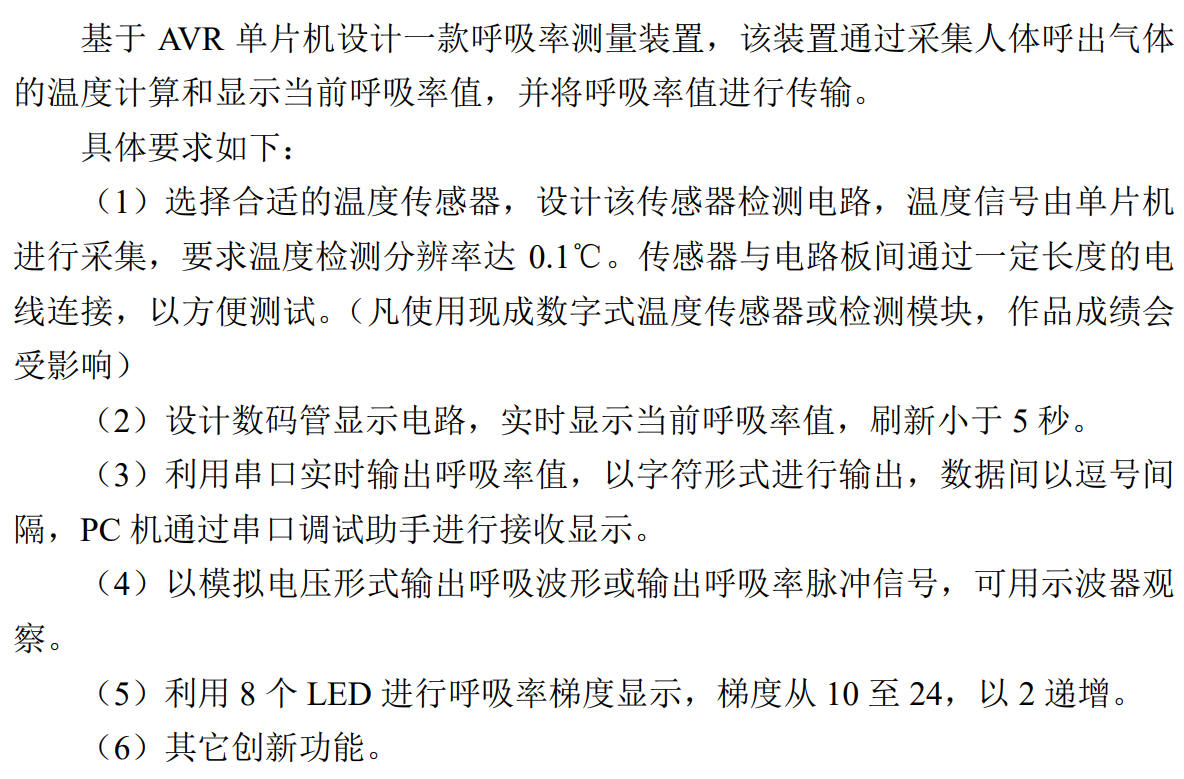 基于 AVR 单片机设计一款呼吸率测量装置，该装置通过采集人体呼出气体
的温度计算和显示当前呼吸率值，并将呼吸率值进行传输。
具体要求如下：
（1）选择合适的温度传感器，设计该传感器检测电路，温度信号由单片机
进行采集，要求温度检测分辨率达 0.1℃。传感器与电路板间通过一定长度的电
线连接，以方便测试。（凡使用现成数字式温度传感器或检测模块，作品成绩会
受影响）
（2）设计数码管显示电路，实时显示当前呼吸率值，刷新小于 5 秒。
（3）利用串口实时输出呼吸率值，以字符形式进行输出，数据间以逗号间
隔，PC 机通过串口调试助手进行接收显示。
（4）以模拟电压形式输出呼吸波形或输出呼吸率脉冲信号，可用示波器观
察。
（5）利用 8 个 LED 进行呼吸率梯度显示，梯度从 10 至 24，以 2 递增。
（6）其它创新功能。